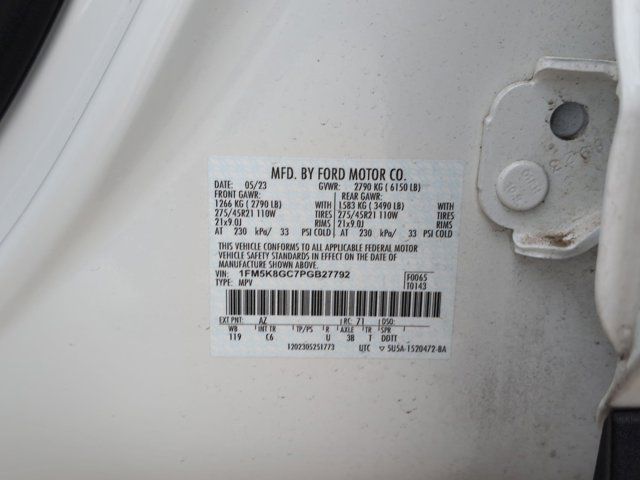 MFD. BY FORD MOTOR CO.
DATE: 05/23 GVWR: 2790 KG ( 6150 LB)
FRONT GAWR: REAR GAWR:
1266 KG ( 2790 LB) WITH 1583 KG ( 3490 LB) WITH
275/45R21 110W TIRES 275/45R21 110W TIRES
21x9.0J RIMS 21x9.0J RIMS
AT 230 kPa/ 33 PSI COLD AT 230 kPa/ 33 PSI COLD
THIS VEHICLE CONFORMS TO ALL APPLICABLE FEDERAL MOTOR
VEHICLE SAFETY STANDARDS IN EFFECT ON THE DATE OF
MANUFACTURE SHOWN ABOVE.
VIN: 1FM5K8GC7PGB27792 F0065
TYPE: MPV T0143
EXT PNT: AZ RC: 71 DSO:
WB INT TR TP/PS R AXLE TR SPR
119 C6 U 3B T DDTT
1202305251773 UTC ▽ 5U5A 1520472-BA